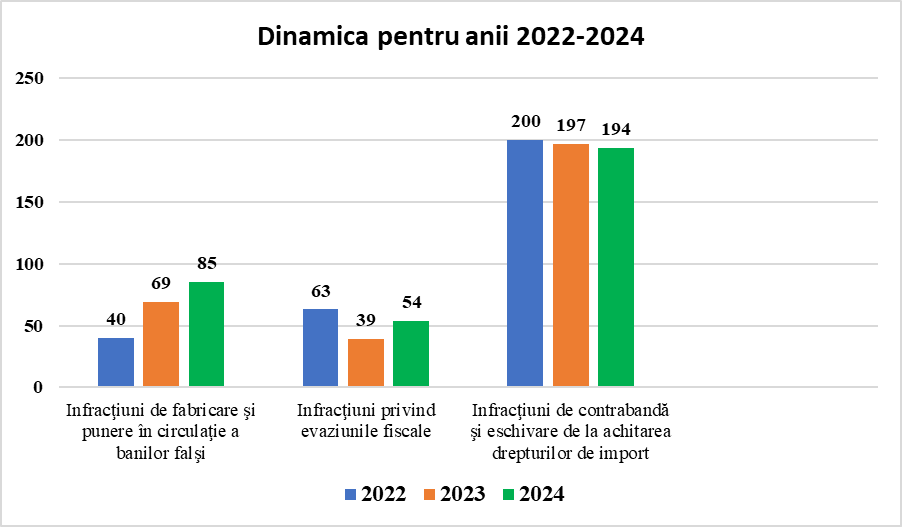 Dinamica pentru anii 2022-2024
250
200
150
100
50
0
40
69
85
63
39
54
200
197
194
Infracţiuni de fabricare şi
punere în circulaţie a
banilor falşi
Infracţiuni privind
evaziunile fiscale
Infracţiuni de contrabandă
şi eschivare de la achitarea
drepturilor de import
2022 2023 2024